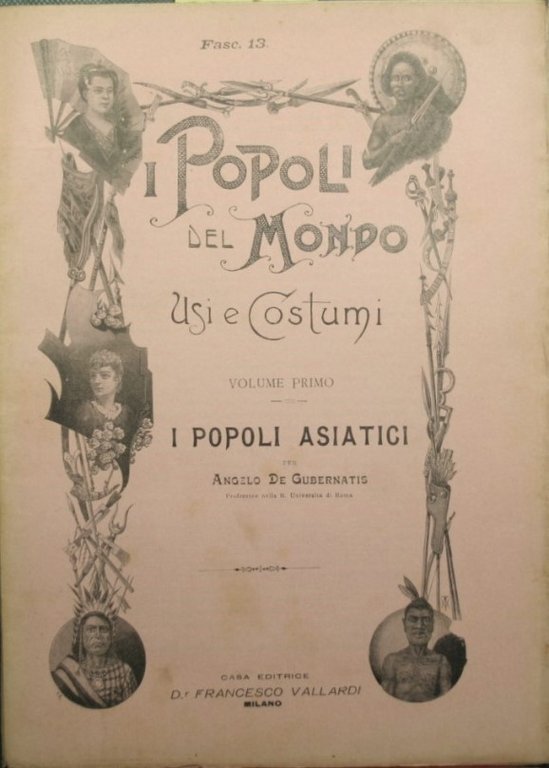 Fasc. 13.
I POPOLI
DEL MONDO
Usi e Costumi
VOLUME PRIMO
I POPOLI ASIATICI
PER
ANGELO DE GUBERNATIS
Professore nella R. Università di Roma
CASA EDITRICE
D.r FRANCESCO VALLARDI
MILANO